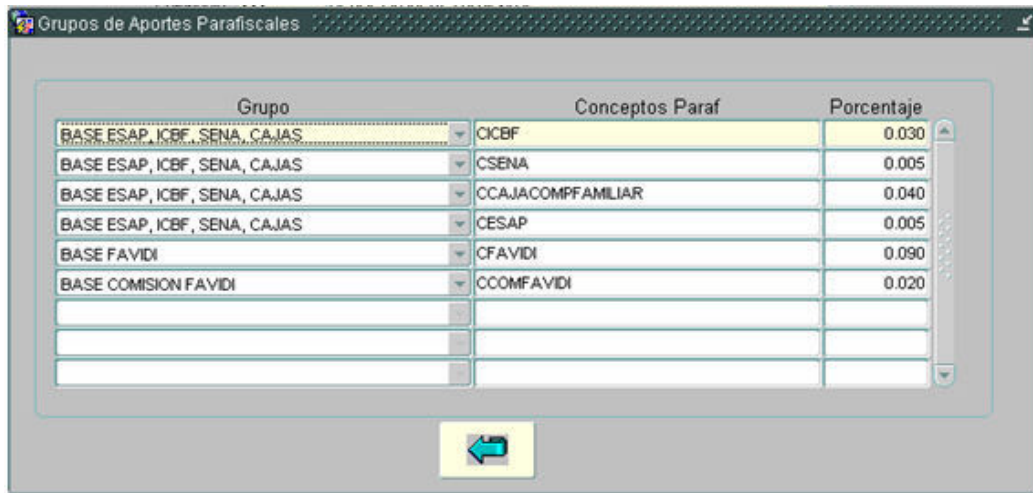 Grupos de Aportes Parafiscales
Grupo Conceptos Paraf Porcentaje
BASE ESAP, ICBF, SENA, CAJAS CICBF 0.030
BASE ESAP, ICBF, SENA, CAJAS CSENA 0.005
BASE ESAP, ICBF, SENA, CAJAS CCAJACOMPFAMILIAR 0.040
BASE ESAP, ICBF, SENA, CAJAS CESAP 0.005
BASE FAVIDI CFAVIDI 0.090
BASE COMISION FAVIDI CCOMFAVIDI 0.020